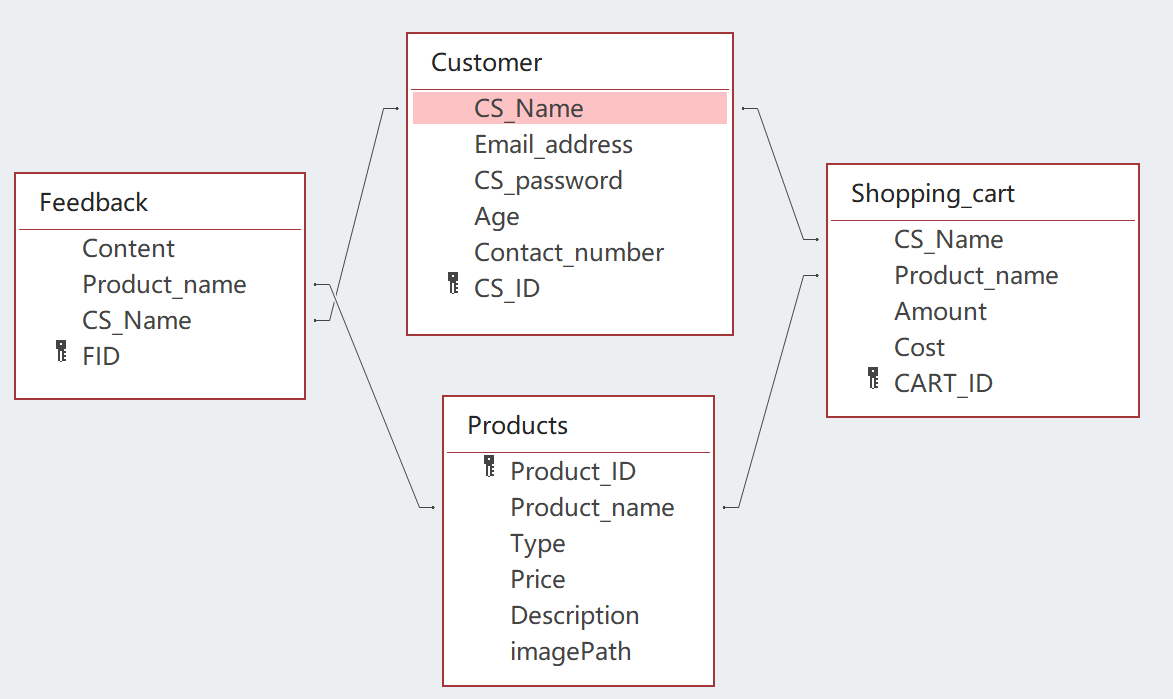 Customer
CS_Name
Email_address
CS_password
Age
Contact_number
CS_ID
Feedback
Content
Product_name
CS_Name
FID
Shopping_cart
CS_Name
Product_name
Amount
Cost
CART_ID
Products
Product_ID
Product_name
Type
Price
Description
imagePath